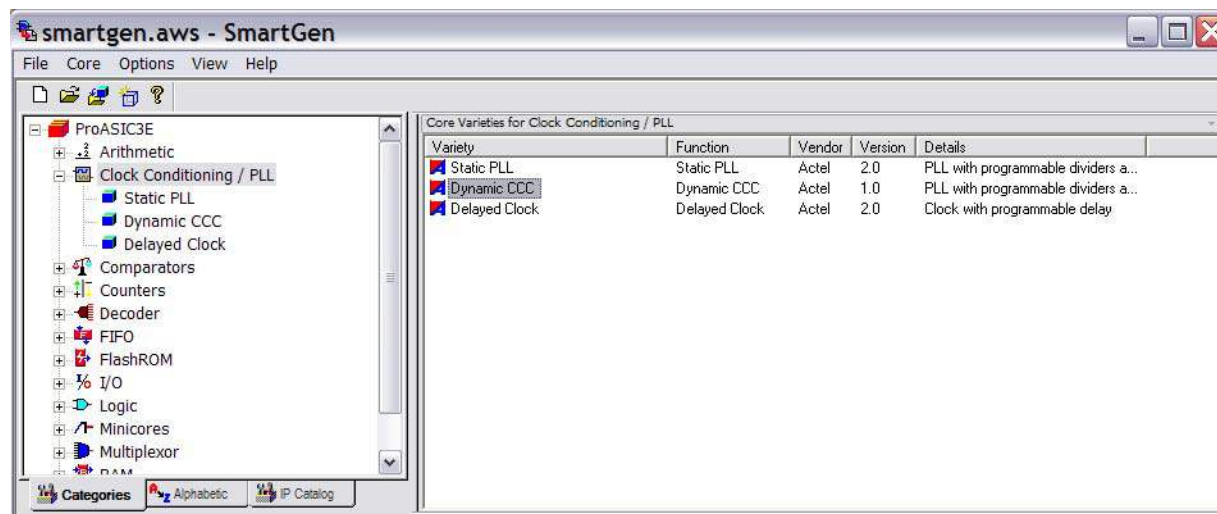 smartgen.aws - SmartGen
File Core Options View Help
ProASIC3E
Arithmetic
Clock Conditioning / PLL
Static PLL
Dynamic CCC
Delayed Clock
Comparators
Counters
Decoder
FIFO
FlashROM
I/O
Logic
Minicores
Multiplexor
RAM
Categories Alphabetic IP Catalog
Core Varieties for Clock Conditioning / PLL
Variety Function Vendor Version Details
Static PLL Static PLL Actel 2.0 PLL with programmable dividers a...
Dynamic CCC Dynamic CCC Actel 1.0 PLL with programmable dividers a...
Delayed Clock Delayed Clock Actel 2.0 Clock with programmable delay